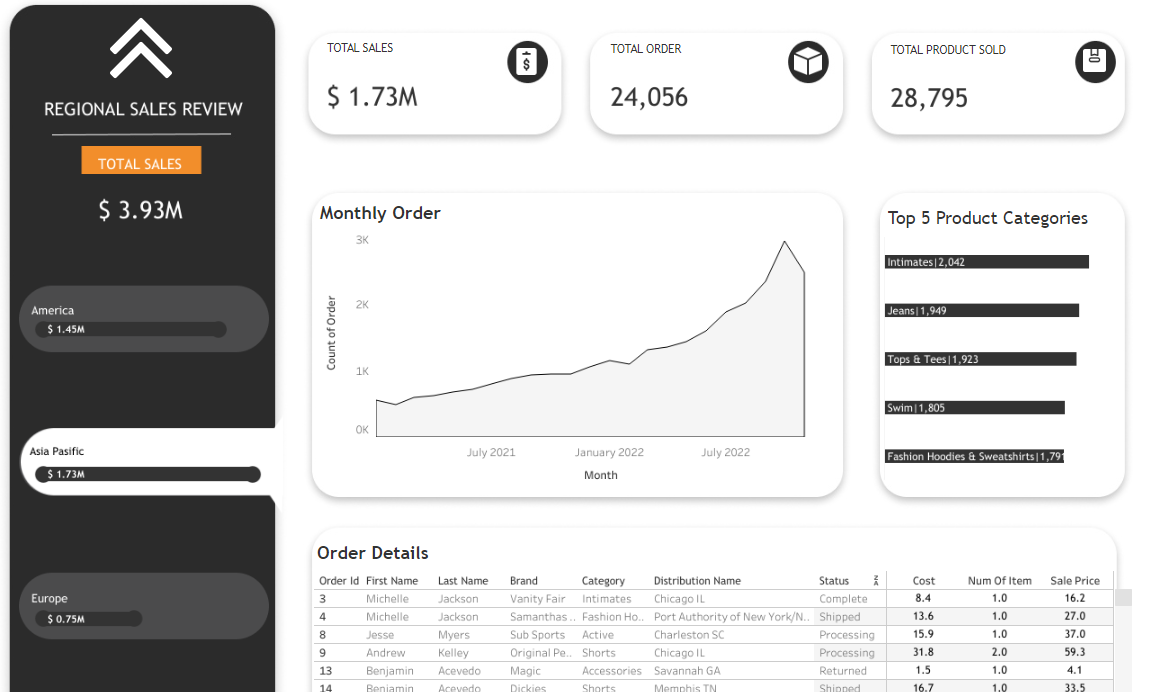 REGIONAL SALES REVIEW
TOTAL SALES
$ 3.93M
America
$ 1.45M
Asia Pasific
$ 1.73M
Europe
$ 0.75M
TOTAL SALES
$ 1.73M
TOTAL ORDER
24,056
TOTAL PRODUCT SOLD
28,795
Monthly Order
3K
2K
1K
0K
Count of Order
July 2021 January 2022 July 2022
Month
Top 5 Product Categories
Intimates|2,042
Jeans|1,949
Tops & Tees|1,923
Swim|1,805
Fashion Hoodies & Sweatshirts|1,791
Order Details
Order Id First Name Last Name Brand Category Distribution Name Status Cost Num Of Item Sale Price
3 Michelle Jackson Vanity Fair Intimates Chicago IL Complete 8.4 1.0 16.2
4 Michelle Jackson Samanthas .. Fashion Ho.. Port Authority of New York/N.. Shipped 13.6 1.0 27.0
8 Jesse Myers Sub Sports Active Charleston SC Processing 15.9 1.0 37.0
9 Andrew Kelley Original Pe.. Shorts Chicago IL Processing 31.8 2.0 59.3
13 Benjamin Acevedo Magic Accessories Savannah GA Returned 1.5 1.0 4.1
14 Benjamin Acevedo Dickies Shorts Memphis TN Shipped 16.7 1.0 33.5